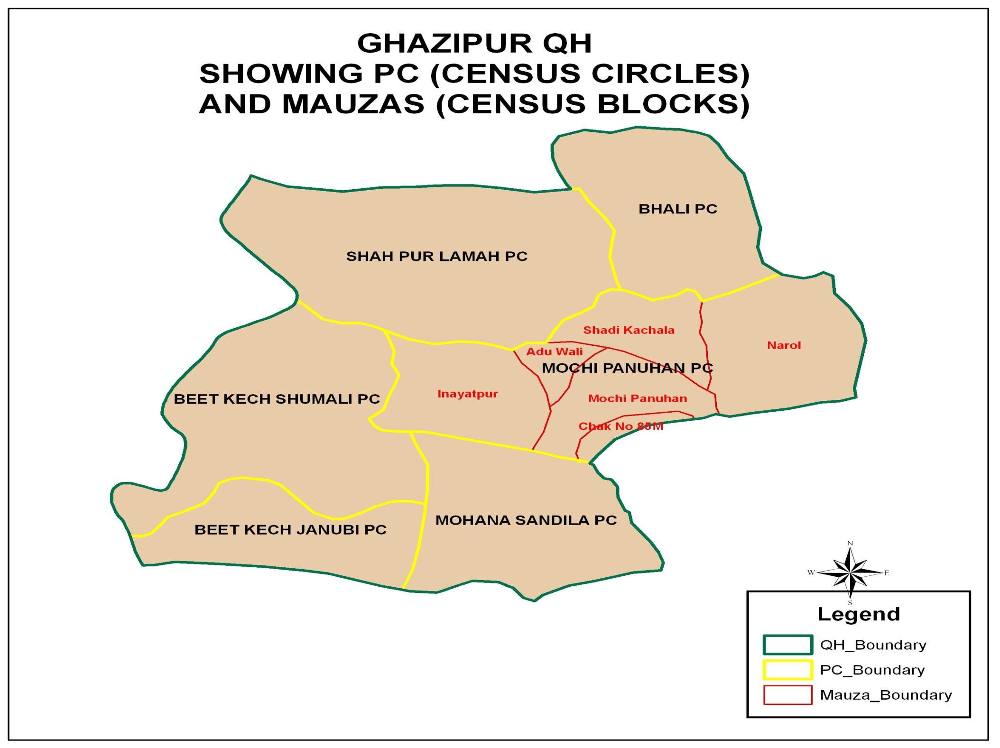 GHAZIPUR QH
SHOWING PC (CENSUS CIRCLES)
AND MAUZAS (CENSUS BLOCKS)
BHALI PC
SHAH PUR LAMAH PC
Shadi Kachala
Narol
Adu Wali
MOCHI PANUHAN PC
Inayatpur
Mochi Panuhan
BEET KECH SHUMALI PC
Chak No 85M
MOHANA SANDILA PC
BEET KECH JANUBI PC
N
W
E
S
Legend
QH_Boundary
PC_Boundary
Mauza_Boundary